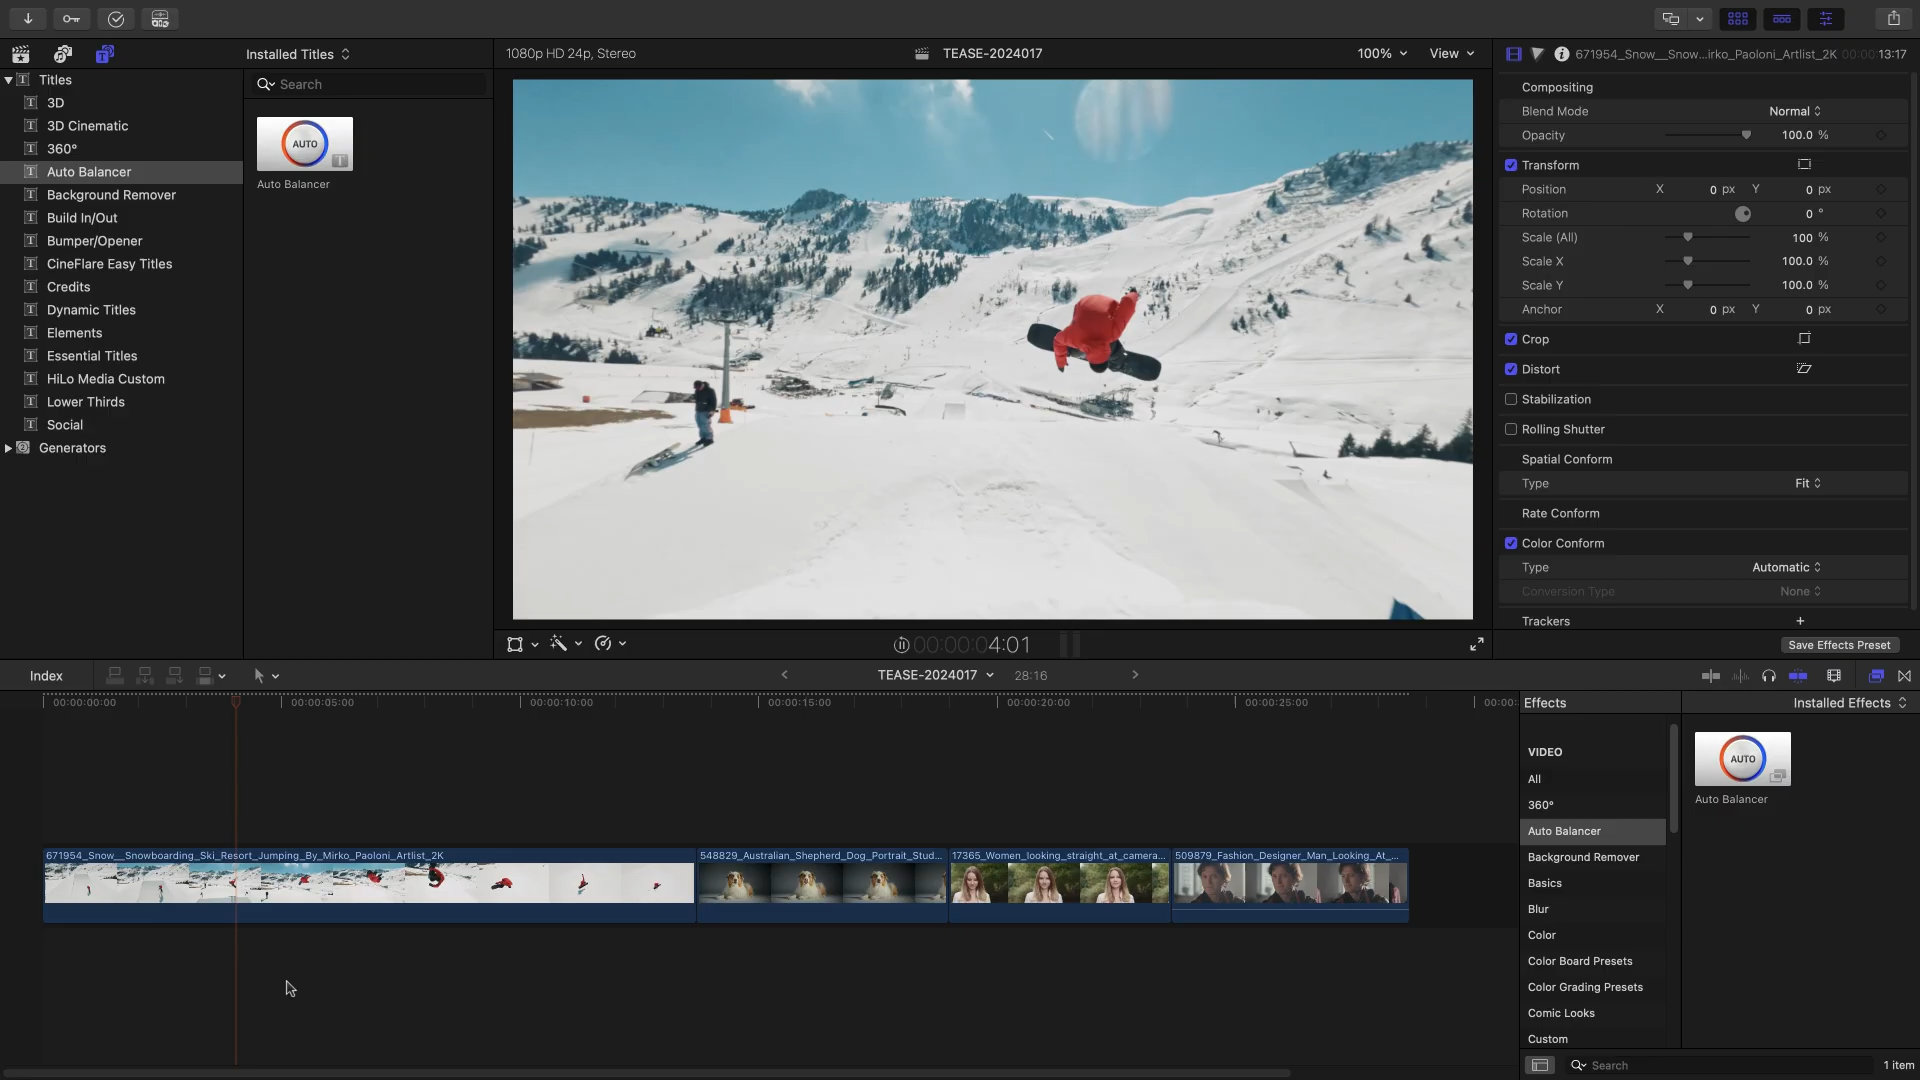 Installed Titles
1080p HD 24p, Stereo
TEASE-2024017
100%
View
671954_Snow__Snow...irko_Paoloni_Artlist_2K
00:00:13:17
Titles
3D
3D Cinematic
360°
Auto Balancer
Background Remover
Build In/Out
Bumper/Opener
CineFlare Easy Titles
Credits
Dynamic Titles
Elements
Essential Titles
HiLo Media Custom
Lower Thirds
Social
Generators
Search
AUTO
Auto Balancer
Compositing
Blend Mode Normal
Opacity 100.0 %
Transform
Position X 0 px Y 0 px
Rotation 0 °
Scale (All) 100 %
Scale X 100.0 %
Scale Y 100.0 %
Anchor X 0 px Y 0 px
Crop
Distort
Stabilization
Rolling Shutter
Spatial Conform
Type Fit
Rate Conform
Color Conform
Type Automatic
Conversion Type None
Trackers +
00:00:04:01
Save Effects Preset
Index
TEASE-2024017
28:16
00:00:00:00
00:00:05:00
00:00:10:00
00:00:15:00
00:00:20:00
00:00:25:00
00:00:
671954_Snow__Snowboarding_Ski_Resort_Jumping_By_Mirko_Paoloni_Artlist_2K
548829_Australian_Shepherd_Dog_Portrait_Stud...
17365_Women_looking_straight_at_camera...
509879_Fashion_Designer_Man_Looking_At_...
Effects
Installed Effects
VIDEO
All
360°
Auto Balancer
Background Remover
Basics
Blur
Color
Color Board Presets
Color Grading Presets
Comic Looks
Custom
AUTO
Auto Balancer
Search
1 item